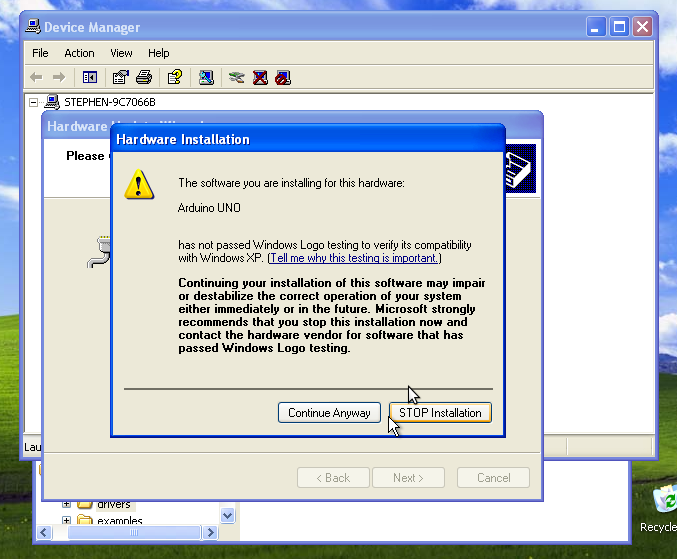 Device Manager
File Action View Help
STEPHEN-9C7066B
Hardware
Hardware Installation
Please
The software you are installing for this hardware:
Arduino UNO
has not passed Windows Logo testing to verify its compatibility
with Windows XP. (Tell me why this testing is important.)
Continuing your installation of this software may impair
or destabilize the correct operation of your system
either immediately or in the future. Microsoft strongly
recommends that you stop this installation now and
contact the hardware vendor for software that has
passed Windows Logo testing.
Continue Anyway STOP Installation
Lau
< Back Next > Cancel
drivers
examples
Recycle